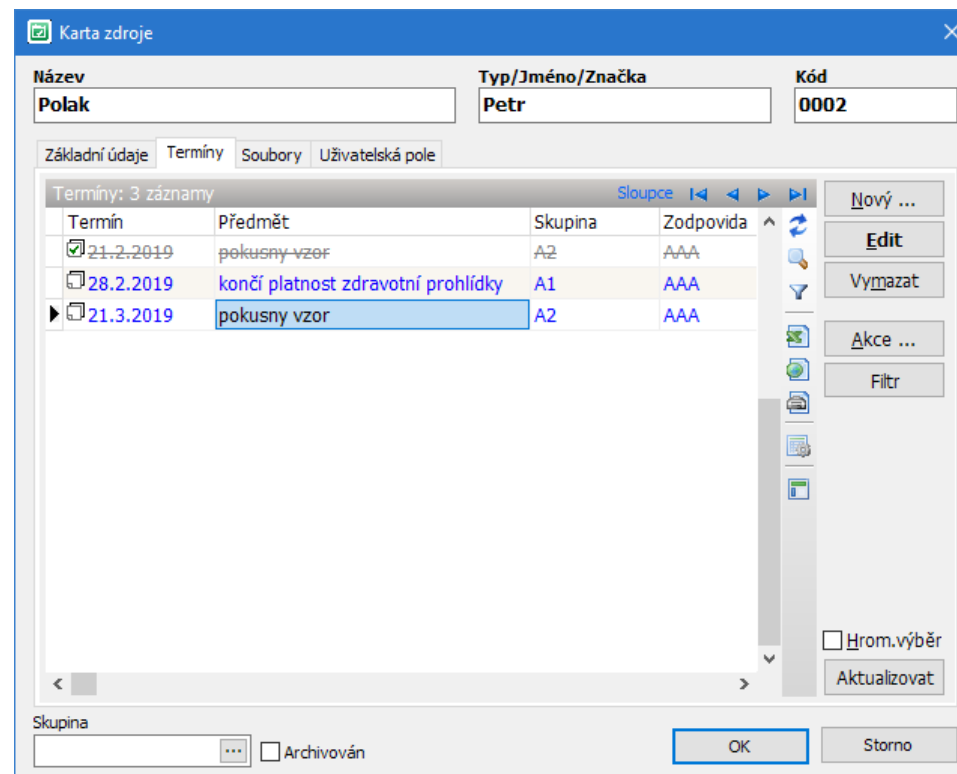 Karta zdroje
Název Typ/Jméno/Značka Kód
Polak Petr 0002
Základní údaje Termíny Soubory Uživatelská pole
Termíny: 3 záznamy Sloupce
Nový ...
Termín Předmět Skupina Zodpovida
Edit
21.2.2019 pokusny vzor A2 AAA
28.2.2019 končí platnost zdravotní prohlídky A1 AAA
Vymazat
21.3.2019 pokusny vzor A2 AAA
Akce ...
Filtr
Hrom.výběr
Aktualizovat
Skupina
... Archivován OK Storno